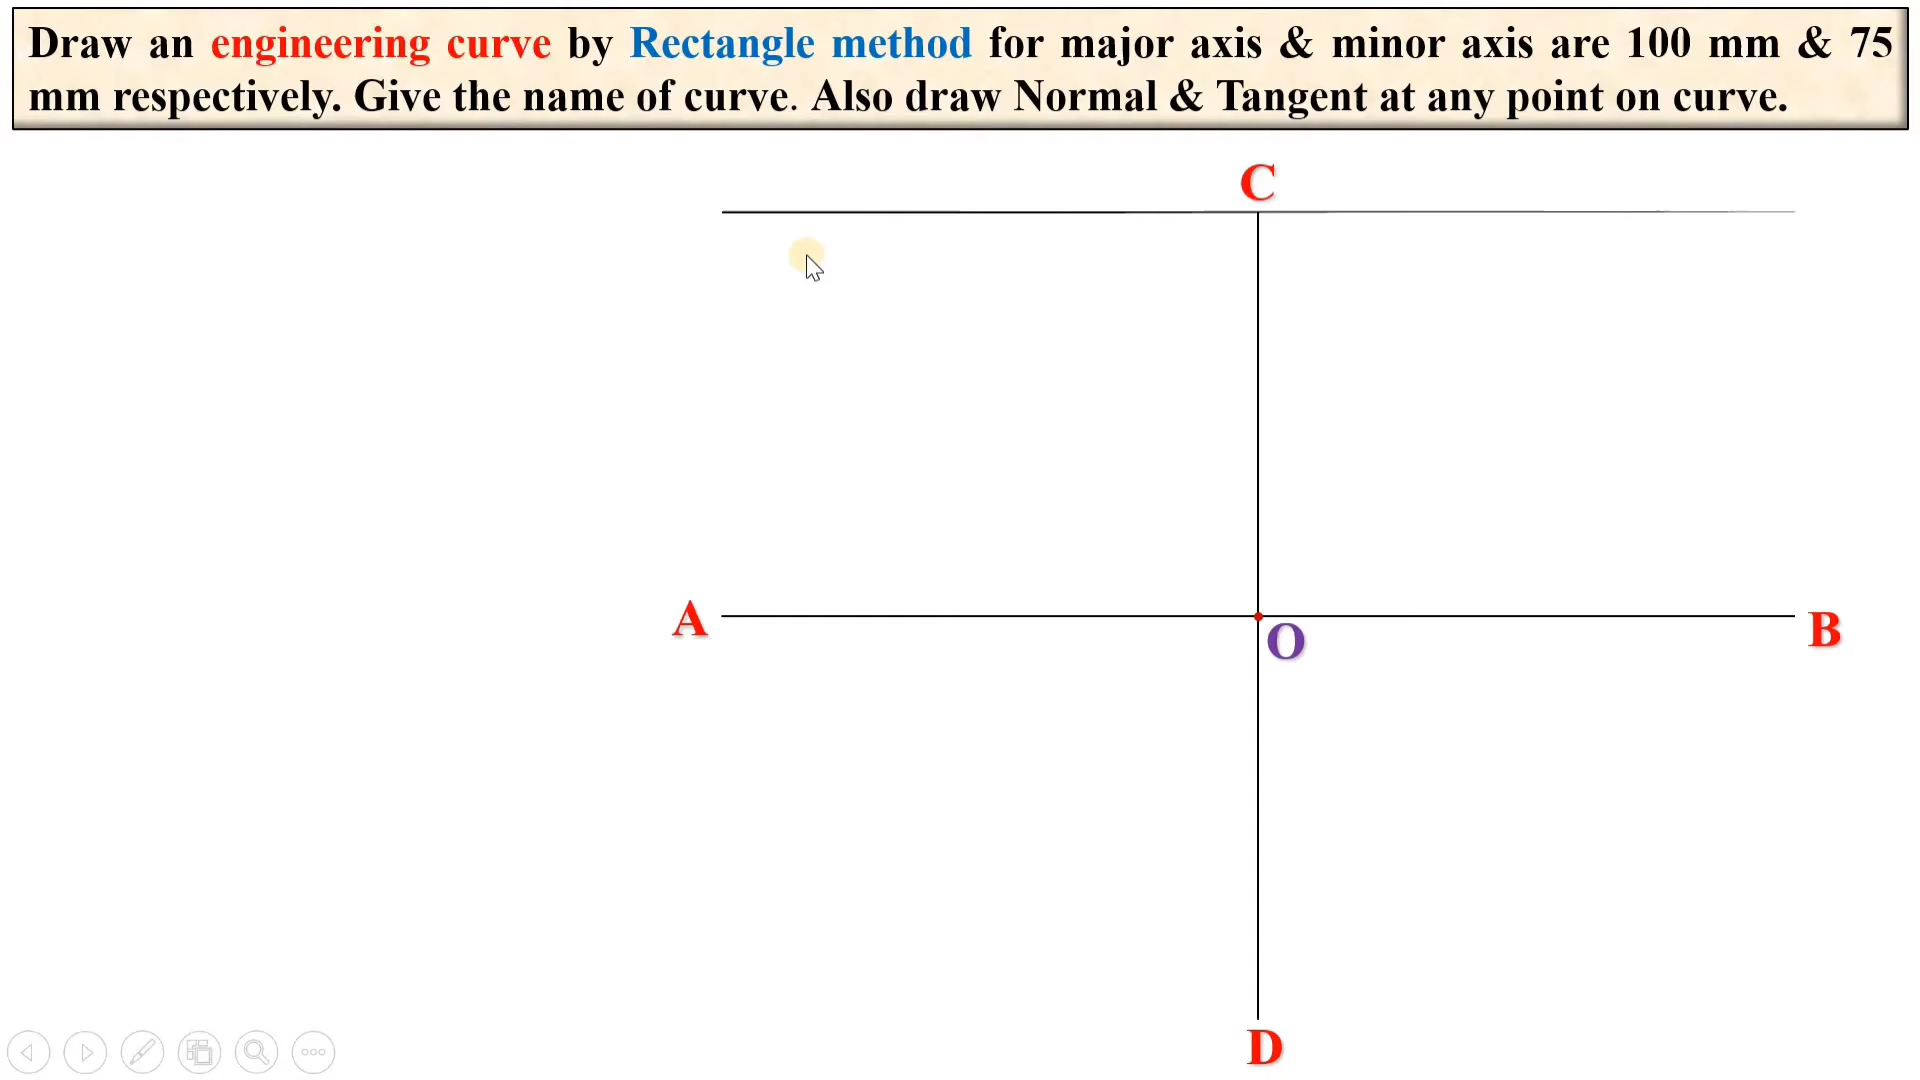 Draw an engineering curve by Rectangle method for major axis & minor axis are 100 mm & 75
mm respectively. Give the name of curve. Also draw Normal & Tangent at any point on curve.
C
A
O
B
D